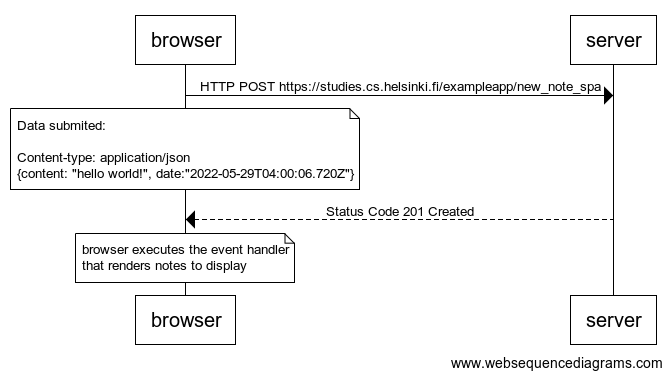 browser
server
HTTP POST https://studies.cs.helsinki.fi/exampleapp/new_note_spa
Data submited:
Content-type: application/json
{content: "hello world!", date:"2022-05-29T04:00:06.720Z"}
Status Code 201 Created
browser executes the event handler
that renders notes to display
browser
server
www.websequencediagrams.com